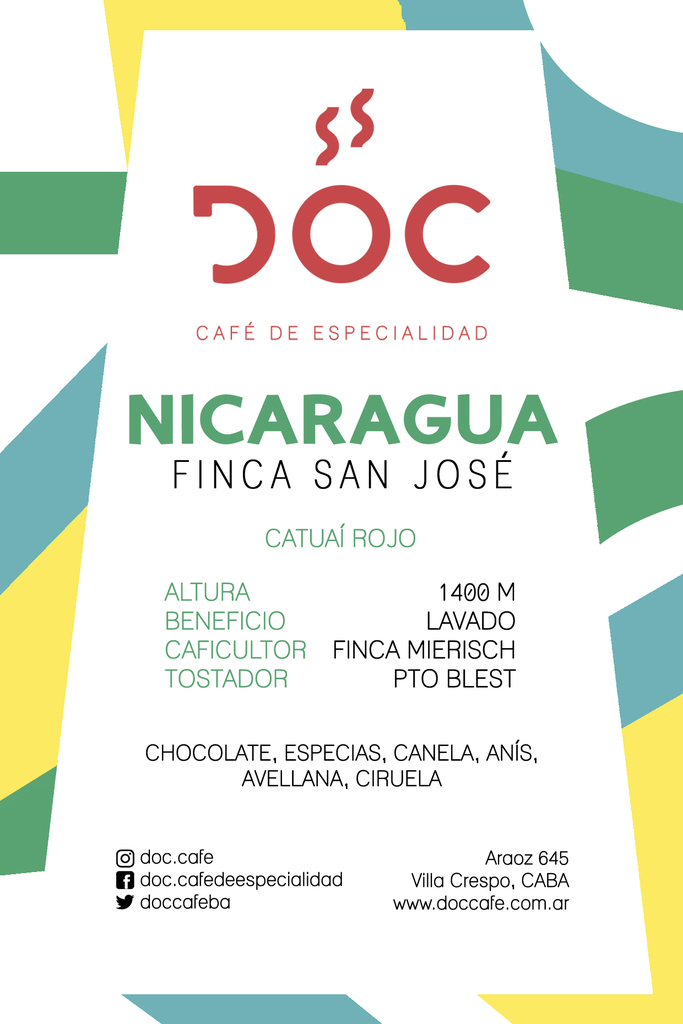 DOC
CAFÉ DE ESPECIALIDAD
NICARAGUA
FINCA SAN JOSÉ
CATUAÍ ROJO
ALTURA 1400 M
BENEFICIO LAVADO
CAFICULTOR FINCA MIERISCH
TOSTADOR PTO BLEST
CHOCOLATE, ESPECIAS, CANELA, ANÍS,
AVELLANA, CIRUELA
doc.cafe
doc.cafedeespecialidad
doccafeba
Araoz 645
Villa Crespo, CABA
www.doccafe.com.ar